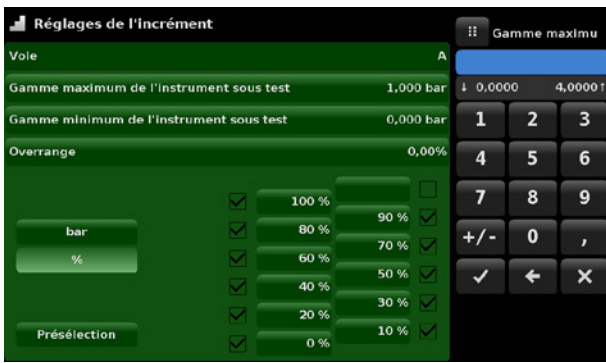 Réglages de l'incrément
Voie A
Gamme maximum de l'instrument sous test 1,000 bar
Gamme minimum de l'instrument sous test 0,000 bar
Overrange 0,00%
100 %
90 %
bar 80 %
70 %
% 60 %
50 %
40 %
30 %
20 %
Présélection 10 %
0 %
Gamme maximu
↓ 0,0000 4,0000↑
1 2 3
4 5 6
7 8 9
+/- 0 ,